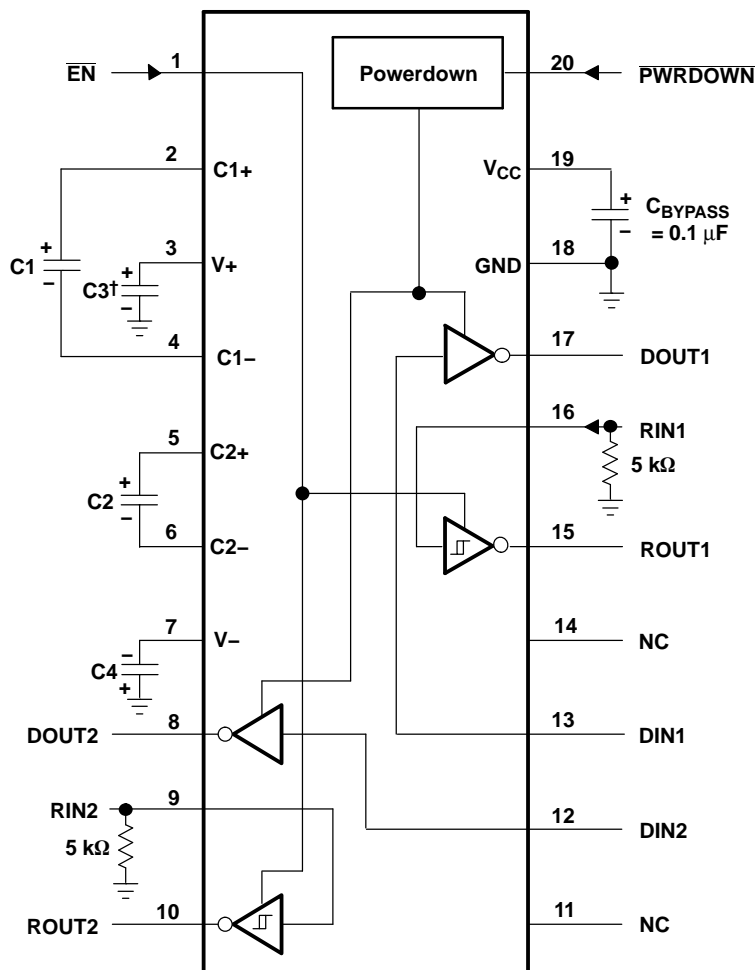 EN 1 Powerdown 20 PWRDOWN
2 C1+ VCC 19
+ C1 −
+ CBYPASS
− = 0.1 μF
3 V+ GND 18
+ C3† −
4 C1− 17 DOUT1
16 RIN1
5 kΩ
5 C2+
+ C2 −
6 C2− 15 ROUT1
7 V− 14 NC
− C4 +
DOUT2 8 13 DIN1
RIN2 9 12 DIN2
5 kΩ
ROUT2 10 11 NC